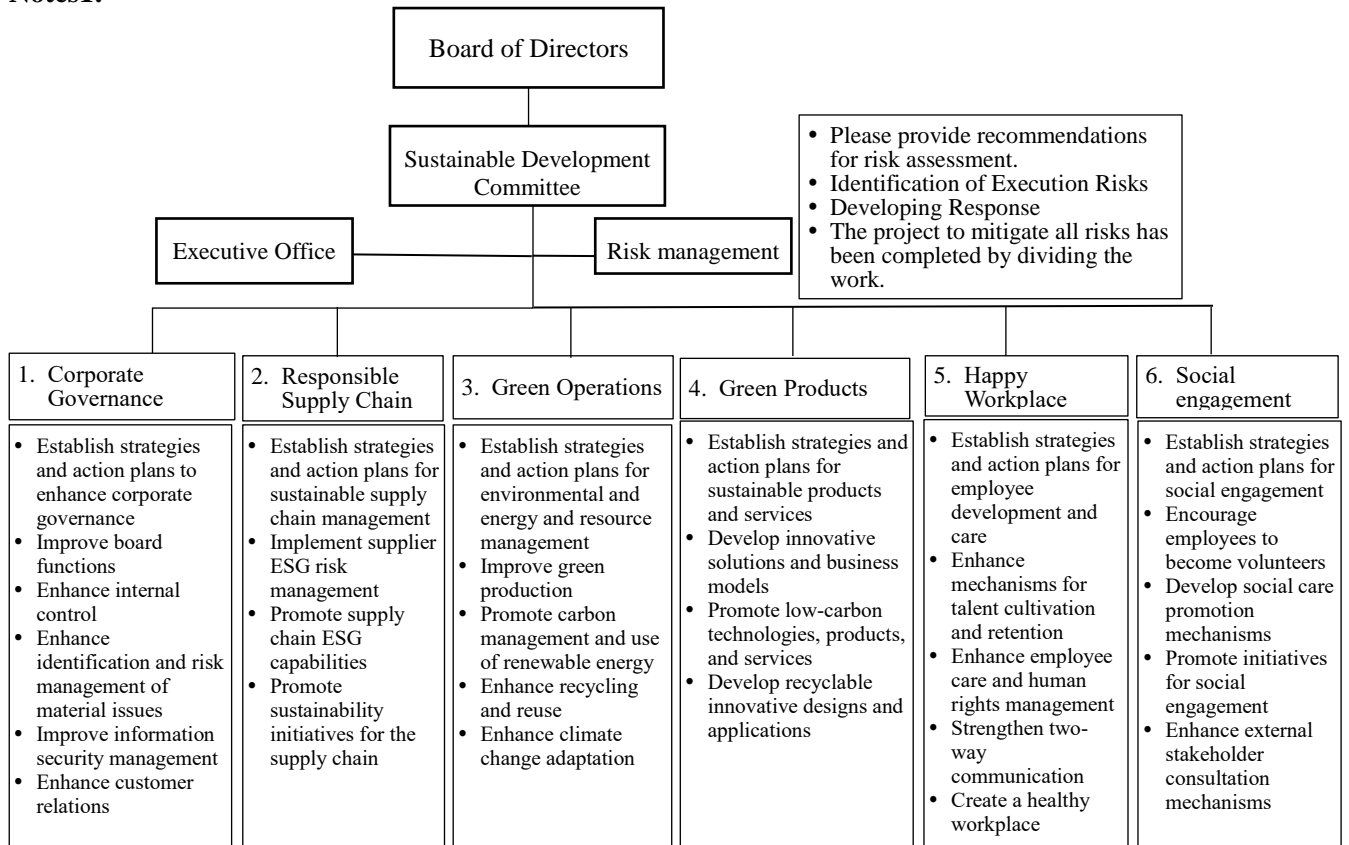 Board of Directors
Sustainable Development
Committee
• Please provide recommendations
for risk assessment.
• Identification of Execution Risks
• Developing Response
• The project to mitigate all risks has
been completed by dividing the
work.
Executive Office
Risk management
1. Corporate
Governance
• Establish strategies
and action plans to
enhance corporate
governance
• Improve board
functions
• Enhance internal
control
• Enhance
identification and risk
management of
material issues
• Improve information
security management
• Enhance customer
relations
2. Responsible
Supply Chain
• Establish strategies
and action plans for
sustainable supply
chain management
• Implement supplier
ESG risk
management
• Promote supply
chain ESG
capabilities
• Promote
sustainability
initiatives for the
supply chain
3. Green Operations
• Establish strategies
and action plans for
environmental and
energy and resource
management
• Improve green
production
• Promote carbon
management and use
of renewable energy
• Enhance recycling
and reuse
• Enhance climate
change adaptation
4. Green Products
• Establish strategies and
action plans for
sustainable products
and services
• Develop innovative
solutions and business
models
• Promote low-carbon
technologies, products,
and services
• Develop recyclable
innovative designs and
applications
5. Happy
Workplace
• Establish strategies
and action plans for
employee
development and
care
• Enhance
mechanisms for
talent cultivation
and retention
• Enhance employee
care and human
rights management
• Strengthen two-
way
communication
• Create a healthy
workplace
6. Social
engagement
• Establish strategies
and action plans for
social engagement
• Encourage
employees to
become volunteers
• Develop social care
promotion
mechanisms
• Promote initiatives
for social
engagement
• Enhance external
stakeholder
consultation
mechanisms